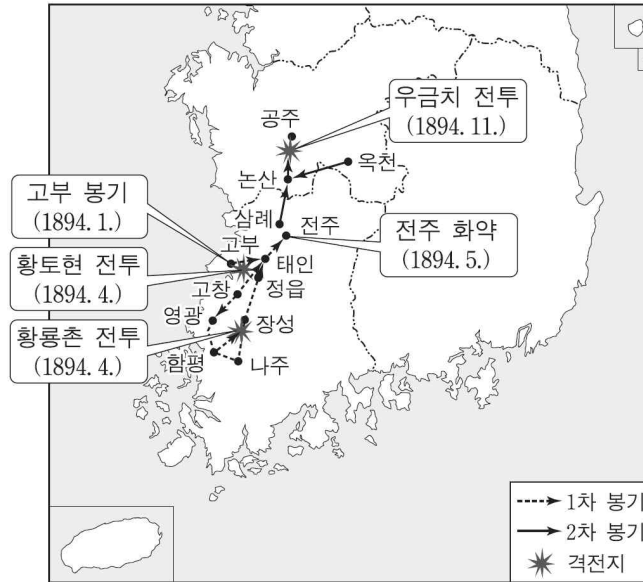 우금치 전투
(1894. 11.)
공주
옥천
논산
고부 봉기
(1894. 1.)
삼례
전주
전주 화약
(1894. 5.)
고부
황토현 전투
(1894. 4.)
태인
정읍
고창
영광
장성
황룡촌 전투
(1894. 4.)
함평
나주
1차 봉기
2차 봉기
격전지